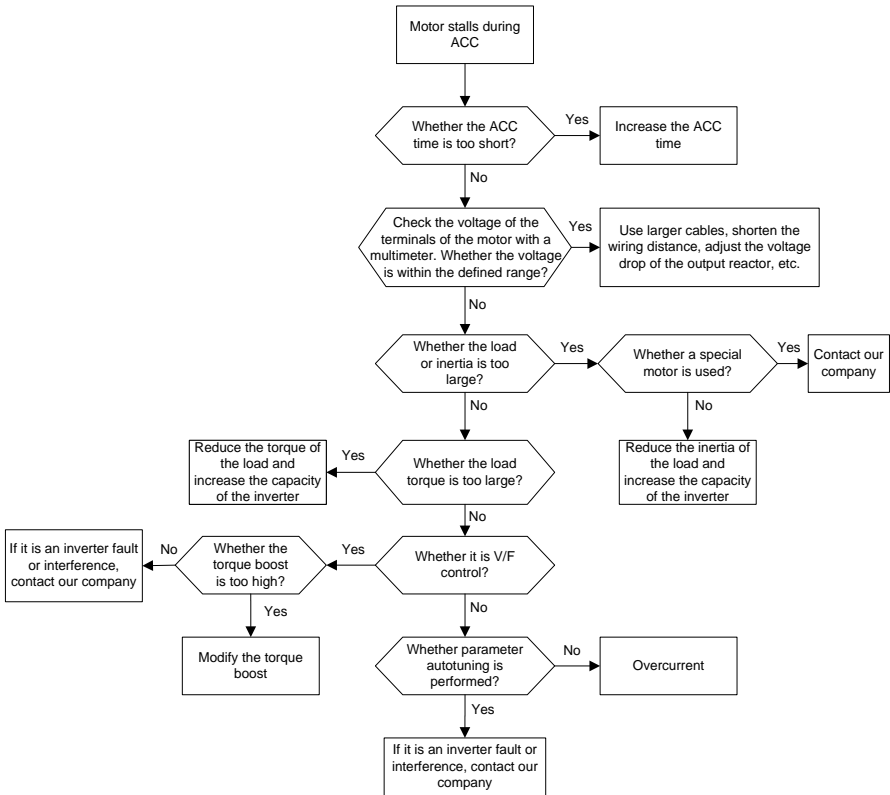 Motor stalls during
ACC
Whether the ACC
time is too short?
Yes
Increase the ACC
time
No
Check the voltage of the
terminals of the motor with a
multimeter. Whether the voltage
is within the defined range?
Yes
Use larger cables, shorten the
wiring distance, adjust the voltage
drop of the output reactor, etc.
No
Whether the load
or inertia is too
large?
Yes
Whether a special
motor is used?
Yes
Contact our
company
No
No
Reduce the torque of
the load and
increase the capacity
of the inverter
Yes
Whether the load
torque is too large?
Reduce the inertia of
the load and
increase the capacity
of the inverter
No
If it is an inverter fault
or interference,
contact our company
No
Whether the
torque boost
is too high?
Yes
Whether it is V/F
control?
Yes
No
Modify the torque
boost
Whether parameter
autotuning is
performed?
No
Overcurrent
Yes
If it is an inverter fault or
interference, contact our
company